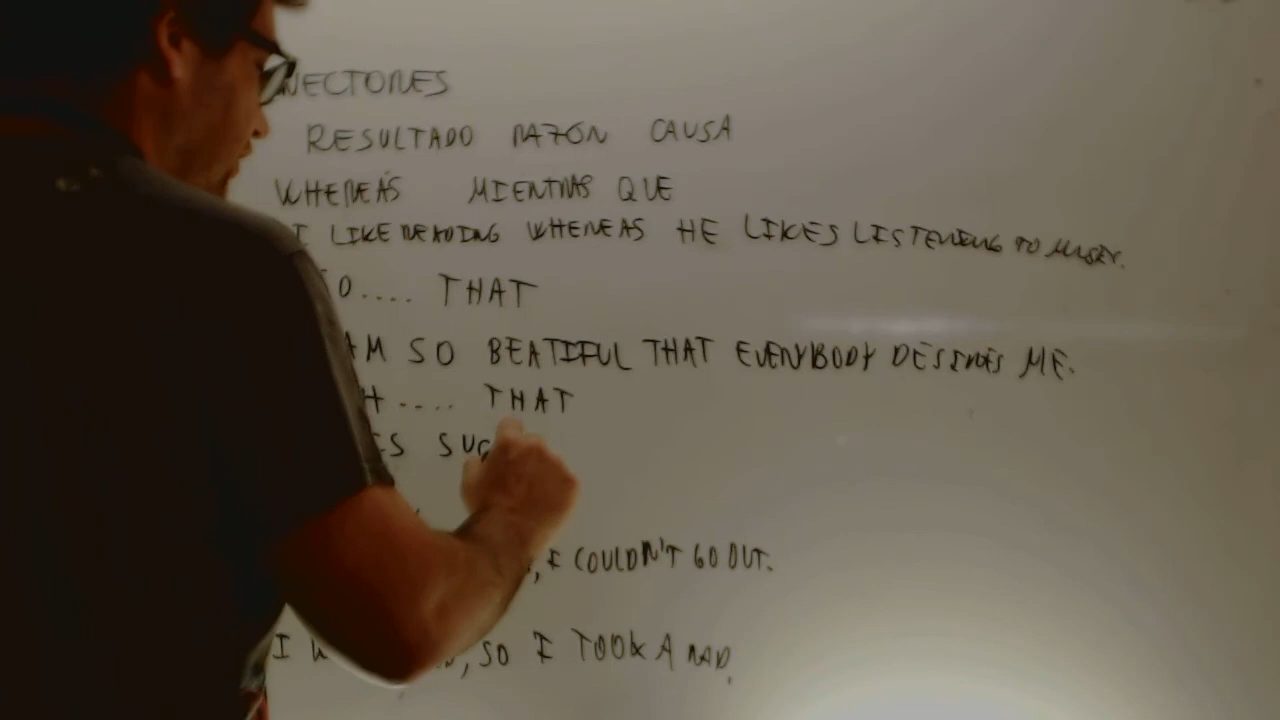 NECTORES
RESULTADO RAZON CAUSA
WHEREAS MIENTRAS QUE
I LIKE READING WHEREAS HE LIKES LISTENING TO MUSIC.
O.... THAT
AM SO BEATIFUL THAT EVERYBODY DESIRES ME.
H.... THAT
ES SUC
, I COULDN'T GO OUT.
I W , SO I TOOK A NAP.